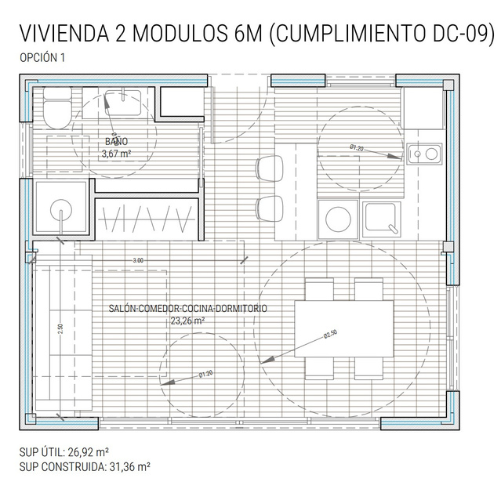 VIVIENDA 2 MODULOS 6M (CUMPLIMIENTO DC-09)
OPCIÓN 1
BAÑO
3,67 m²
Ø1.20
3.60
SALÓN-COMEDOR-COCINA-DORMITORIO
23,26 m²
2.50
Ø2.50
Ø1.20
SUP ÚTIL: 26,92 m²
SUP CONSTRUIDA: 31,36 m²